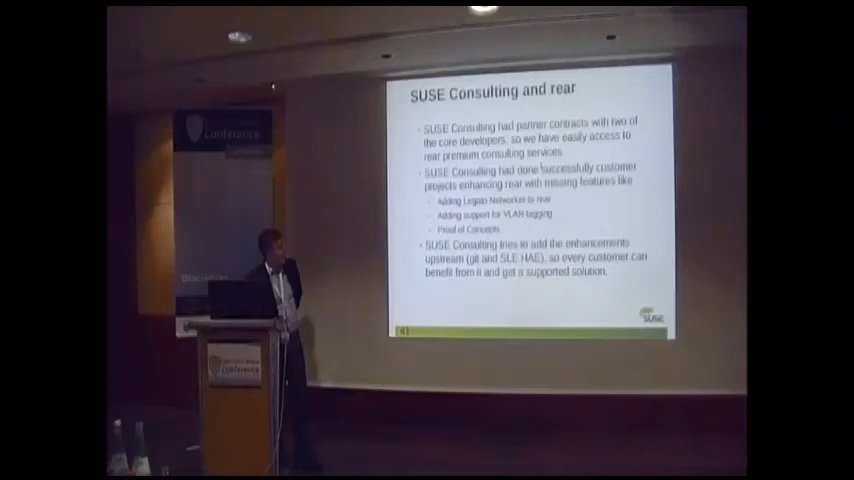 SUSE Consulting and rear
SUSE Consulting had partner contracts with two of
the core developers, so we have easily access to
rear premium consulting services.
SUSE Consulting had done successfully customer
projects enhancing rear with missing features like
Adding Legato Networker to rear
Adding support for VLAN tagging
Proof of Concepts
SUSE Consulting tries to add the enhancements
upstream (git and SLE HAE), so every customer can
benefit from it and get a supported solution.
SUSE
41
Conference
Conference